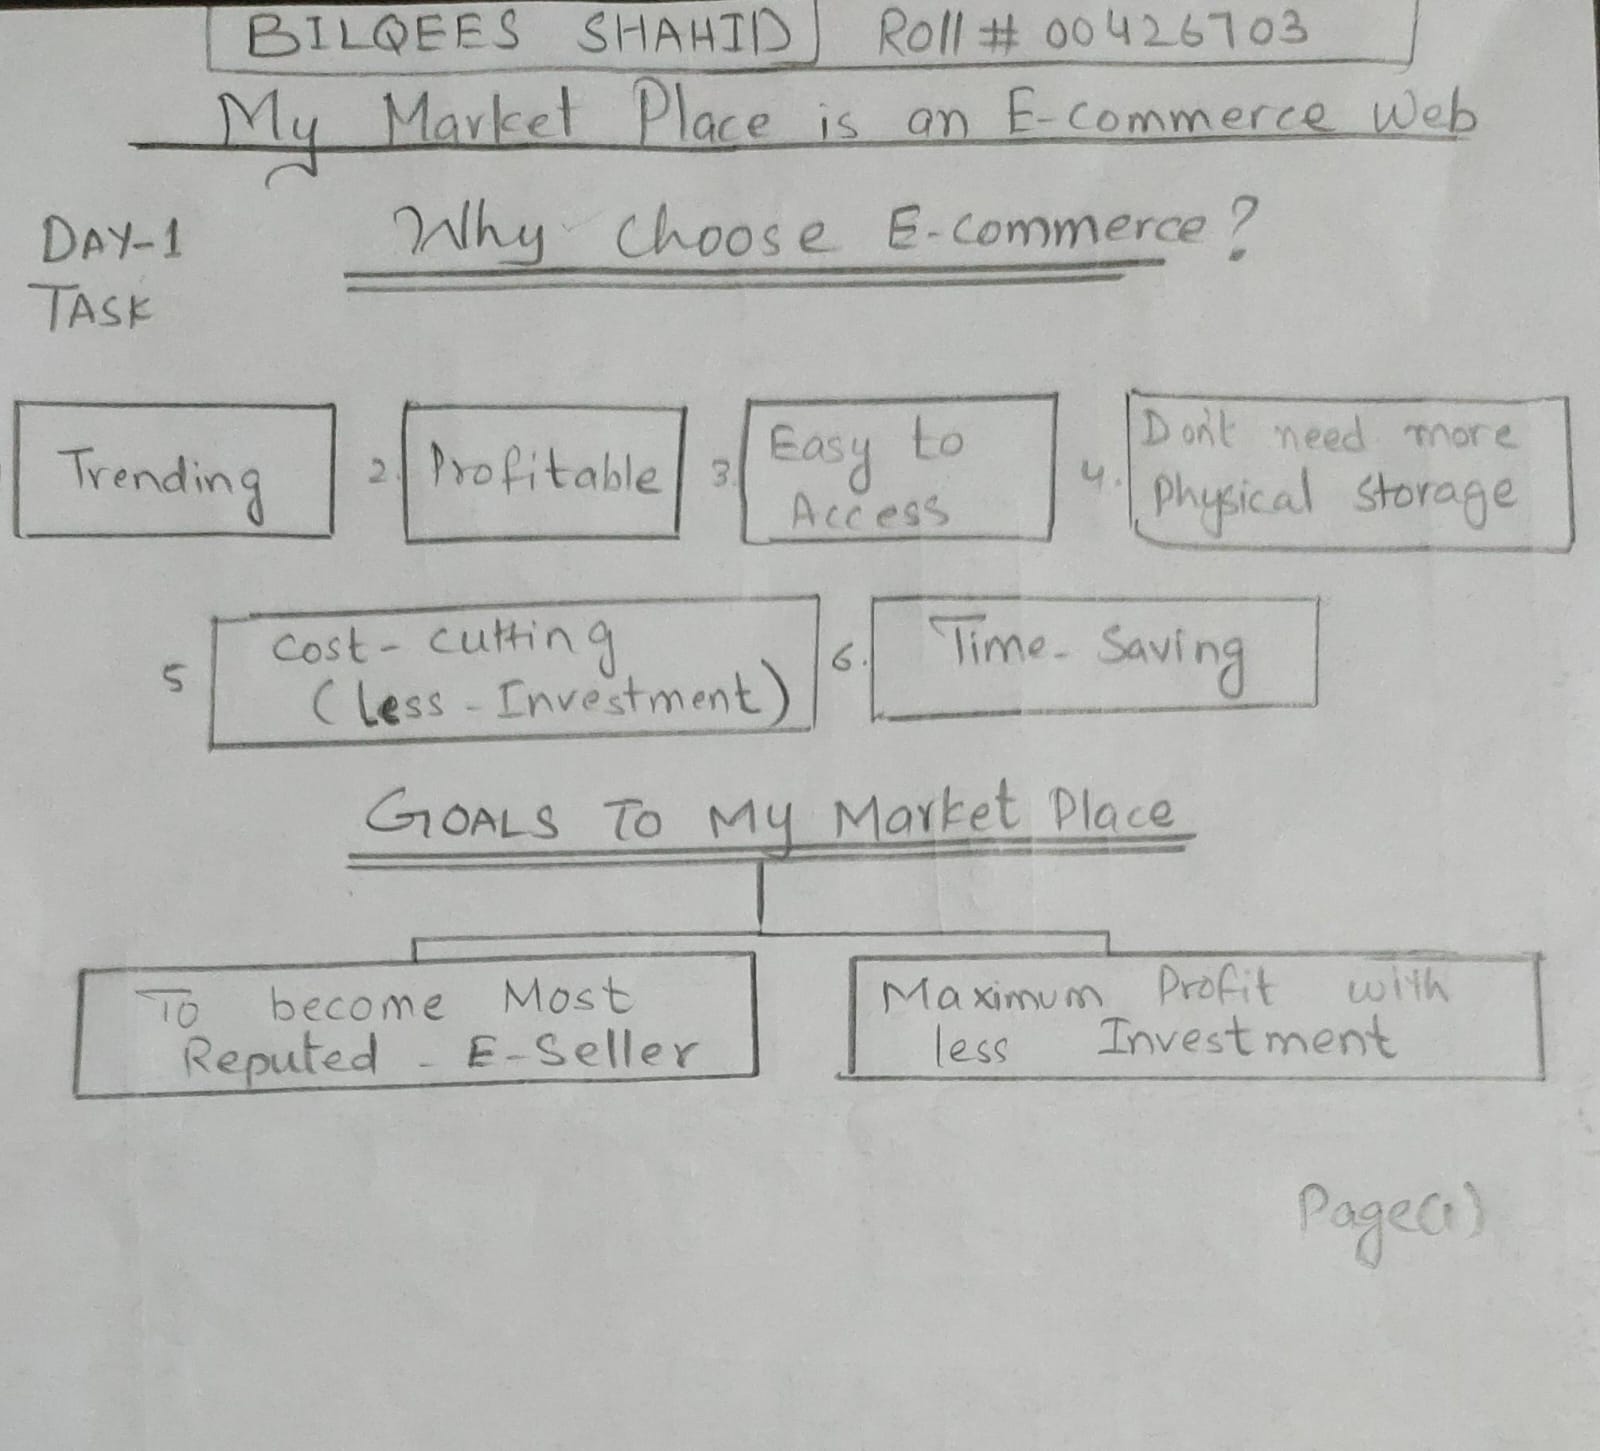 BILQEES SHAHID Roll # 00426703
My Market Place is an E-commerce Web
DAY-1
TASK
Why choose E-commerce?
Trending
2. Profitable
3. Easy to
Access
4. Don't need more
Physical Storage
5 Cost-cutting
(Less-Investment)
6. Time-Saving
GOALS TO My Market Place
To become Most
Reputed - E-Seller
Maximum Profit with
less Investment
Page(1)